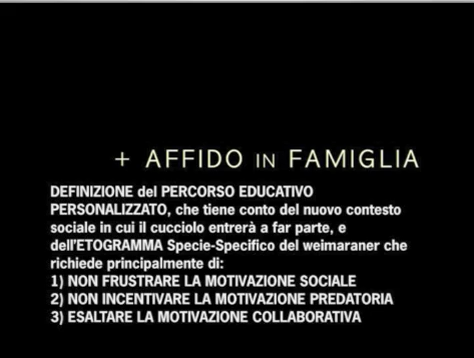 + AFFIDO IN FAMIGLIA
DEFINIZIONE del PERCORSO EDUCATIVO
PERSONALIZZATO, che tiene conto del nuovo contesto
sociale in cui il cucciolo entrerà a far parte, e
dell'ETOGRAMMA Specie-Specifico del weimaraner che
richiede principalmente di:
1) NON FRUSTRARE LA MOTIVAZIONE SOCIALE
2) NON INCENTIVARE LA MOTIVAZIONE PREDATORIA
3) ESALTARE LA MOTIVAZIONE COLLABORATIVA